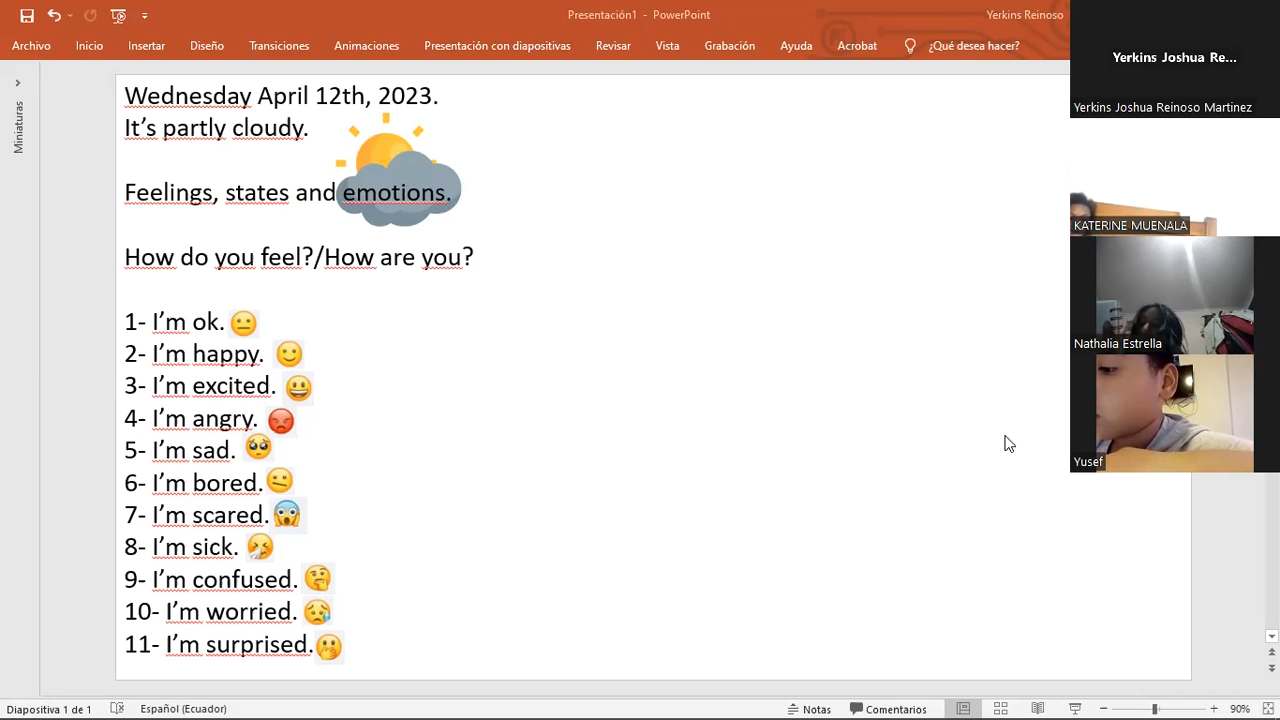 Presentación1 - PowerPoint
Yerkins Reinoso
Archivo Inicio Insertar Diseño Transiciones Animaciones Presentación con diapositivas Revisar Vista Grabación Ayuda Acrobat ¿Qué desea hacer?
Miniaturas
Wednesday April 12th, 2023.
It’s partly cloudy.
Feelings, states and emotions.
How do you feel?/How are you?
1- I’m ok.
2- I’m happy.
3- I’m excited.
4- I’m angry.
5- I’m sad.
6- I’m bored.
7- I’m scared.
8- I’m sick.
9- I’m confused.
10- I’m worried.
11- I’m surprised.
Yerkins Joshua Re...
Yerkins Joshua Reinoso Martinez
KATERINE MUENALA
Nathalia Estrella
Yusef
Diapositiva 1 de 1 Español (Ecuador) Notas Comentarios 90%